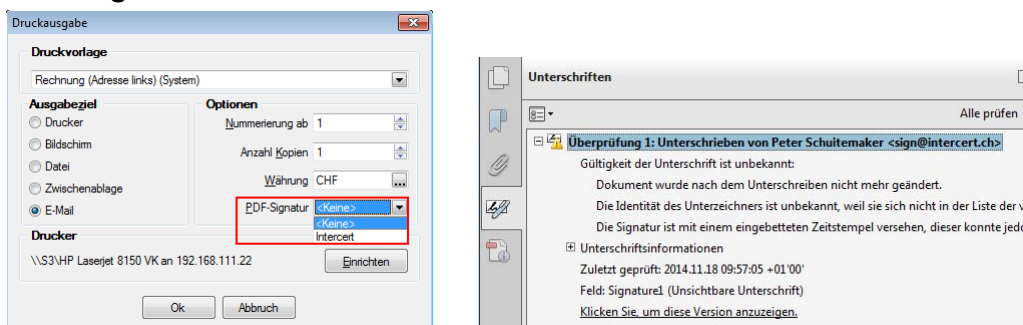 Druckausgabe
Druckvorlage
Rechnung (Adresse links) (System)
Ausgabeziel
Drucker
Bildschirm
Datei
Zwischenablage
E-Mail
Optionen
Nummerierung ab 1
Anzahl Kopien 1
Währung CHF ...
PDF-Signatur <Keine>
<Keine>
Intercert
Drucker
\\S3\HP Laserjet 8150 VK an 192.168.111.22
Einrichten
Ok Abbruch
Unterschriften
Alle prüfen
Überprüfung 1: Unterschrieben von Peter Schuitemaker <sign@intercert.ch>
Gültigkeit der Unterschrift ist unbekannt:
Dokument wurde nach dem Unterschreiben nicht mehr geändert.
Die Identität des Unterzeichners ist unbekannt, weil sie sich nicht in der Liste der
Die Signatur ist mit einem eingebetteten Zeitstempel versehen, dieser konnte
Unterschriftsinformationen
Zuletzt geprüft: 2014.11.18 09:57:05 +01'00'
Feld: Signature1 (Unsichtbare Unterschrift)
Klicken Sie, um diese Version anzuzeigen.